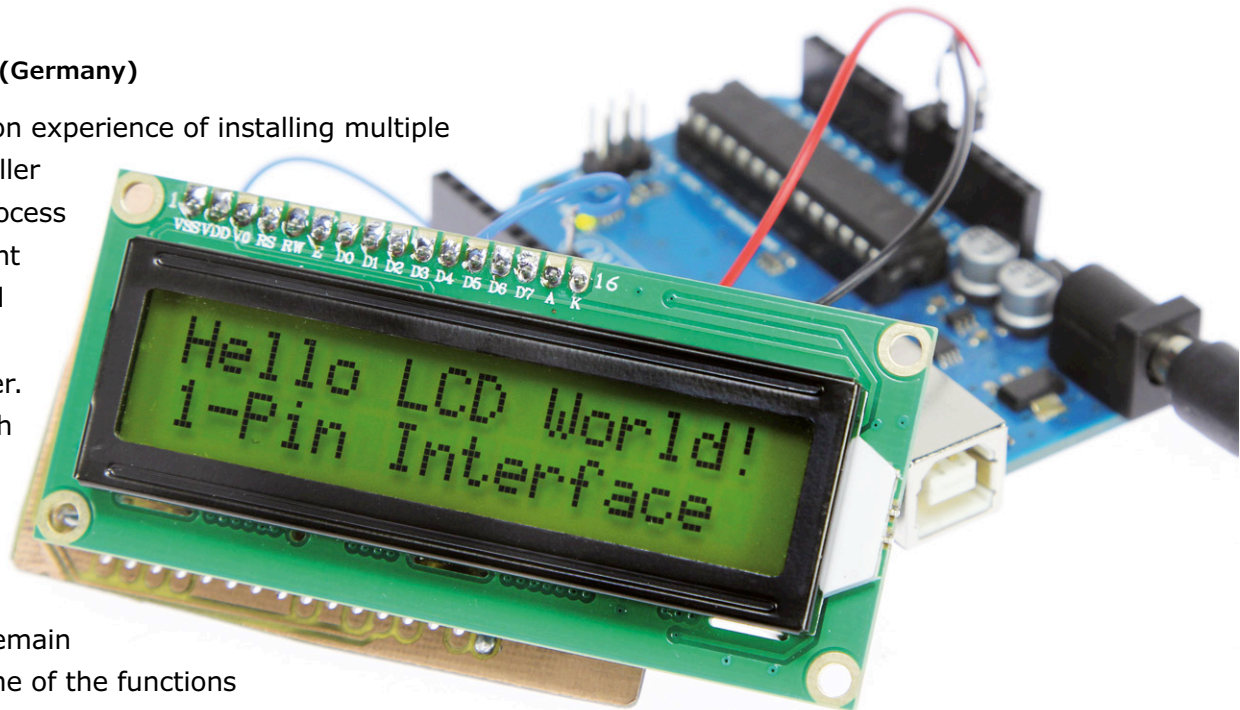 (Germany)
on experience of installing multiple
ller
ocess
nt
l
er.
h
emain
ne of the functions
1
VSS VDD V0 RS RW E D0 D1 D2 D3 D4 D5 D6 D7 A K
16
Hello LCD World!
1-Pin Interface